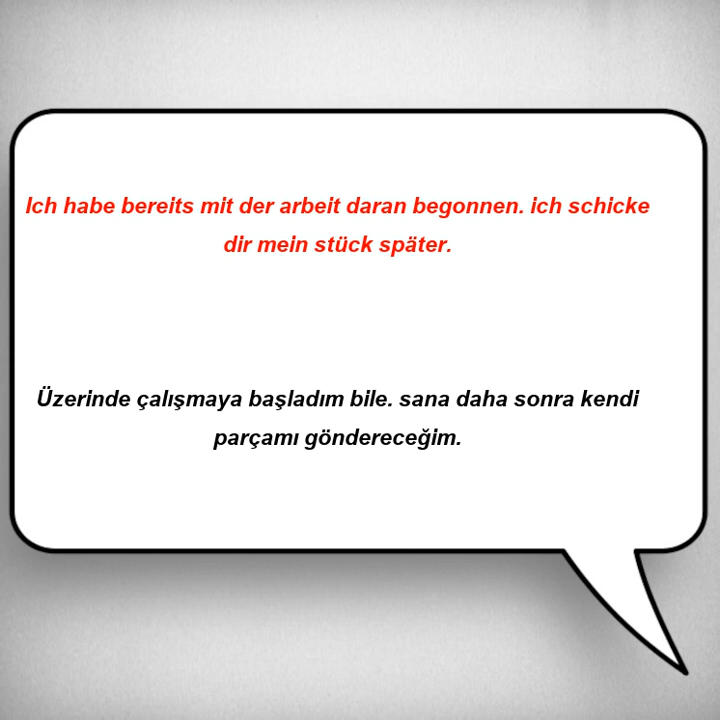 Ich habe bereits mit der arbeit daran begonnen. ich schicke
dir mein stück später.
Üzerinde çalışmaya başladım bile. sana daha sonra kendi
parçamı göndereceğim.